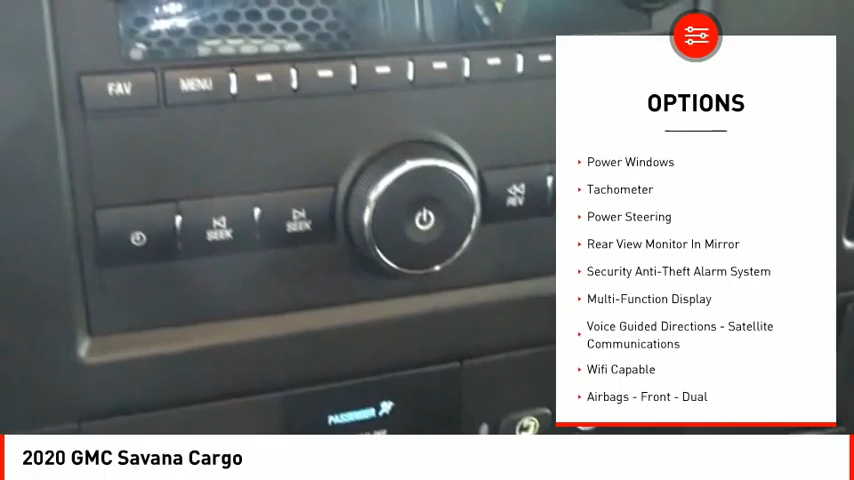 FAV
MENU
SEEK
SEEK
REV
PASSENGER
OPTIONS
Power Windows
Tachometer
Power Steering
Rear View Monitor In Mirror
Security Anti-Theft Alarm System
Multi-Function Display
Voice Guided Directions - Satellite
Communications
Wifi Capable
Airbags - Front - Dual
2020 GMC Savana Cargo